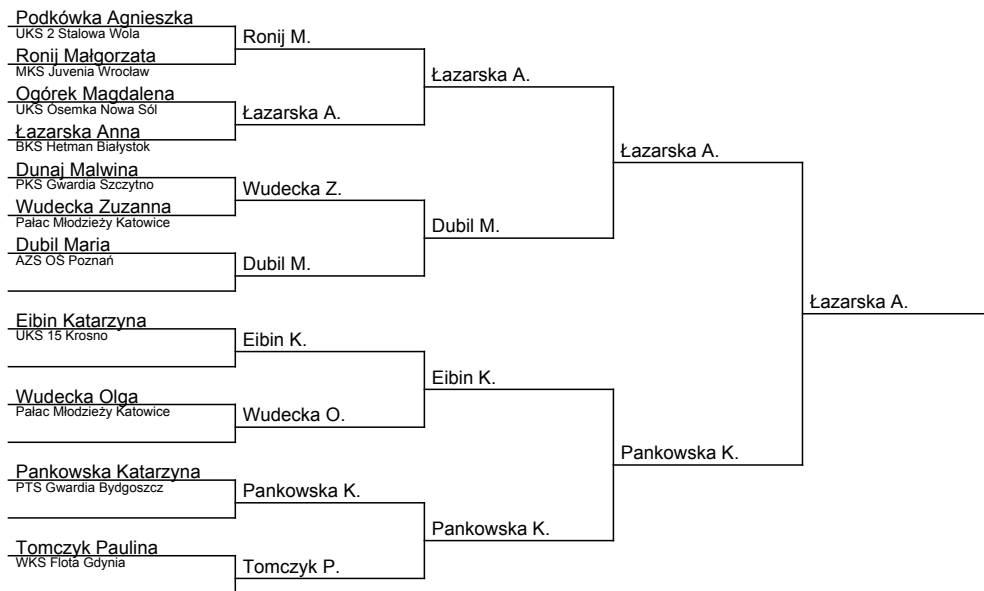 Podkówka Agnieszka
UKS 2 Stalowa Wola
Ronij M.
Ronij Małgorzata
MKS Juvenia Wrocław
Łazarska A.
Ogórek Magdalena
UKS Ósemka Nowa Sól
Łazarska A.
Łazarska Anna
BKS Hetman Białystok
Łazarska A.
Dunaj Malwina
PKS Gwardia Szczytno
Wudecka Z.
Wudecka Zuzanna
Pałac Młodzieży Katowice
Dubil M.
Dubil Maria
AZS OŚ Poznań
Dubil M.
Łazarska A.
Eibin Katarzyna
UKS 15 Krosno
Eibin K.
Eibin K.
Wudecka Olga
Pałac Młodzieży Katowice
Wudecka O.
Pankowska K.
Pankowska Katarzyna
PTS Gwardia Bydgoszcz
Pankowska K.
Pankowska K.
Tomczyk Paulina
WKS Flota Gdynia
Tomczyk P.